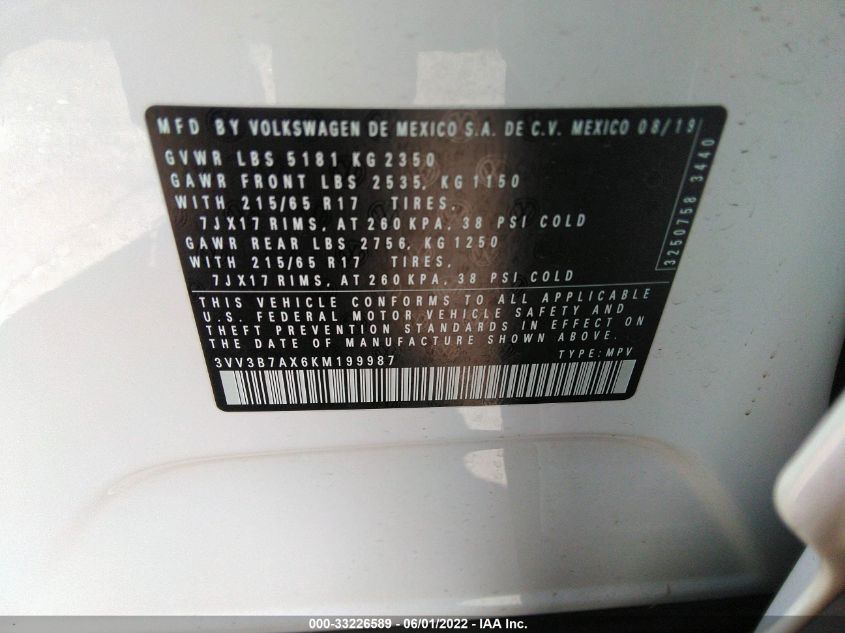 MFD BY VOLKSWAGEN DE MEXICO S.A. DE C.V. MEXICO 08/19
GVWR LBS 5181 KG 2350
GAWR FRONT LBS 2535, KG 1150
WITH 215/65 R17 TIRES,
7JX17 RIMS, AT 260 KPA, 38 PSI COLD
GAWR REAR LBS 2756, KG 1250
WITH 215/65 R17 TIRES,
7JX17 RIMS, AT 260 KPA, 38 PSI COLD
3250758 3440
THIS VEHICLE CONFORMS TO ALL APPLICABLE
U.S. FEDERAL MOTOR VEHICLE SAFETY AND
THEFT PREVENTION STANDARDS IN EFFECT ON
THE DATE OF MANUFACTURE SHOWN ABOVE.
3VV3B7AX6KM199987 TYPE: MPV
000-33226589 - 06/01/2022 - IAA Inc.